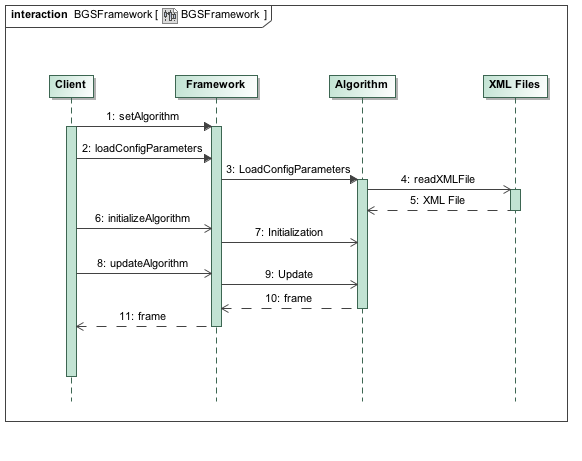 interaction BGSFramework [ BGSFramework ]
Client Framework Algorithm XML Files
1: setAlgorithm
2: loadConfigParameters
3: LoadConfigParameters
4: readXMLFile
5: XML File
6: initializeAlgorithm
7: Initialization
8: updateAlgorithm
9: Update
10: frame
11: frame